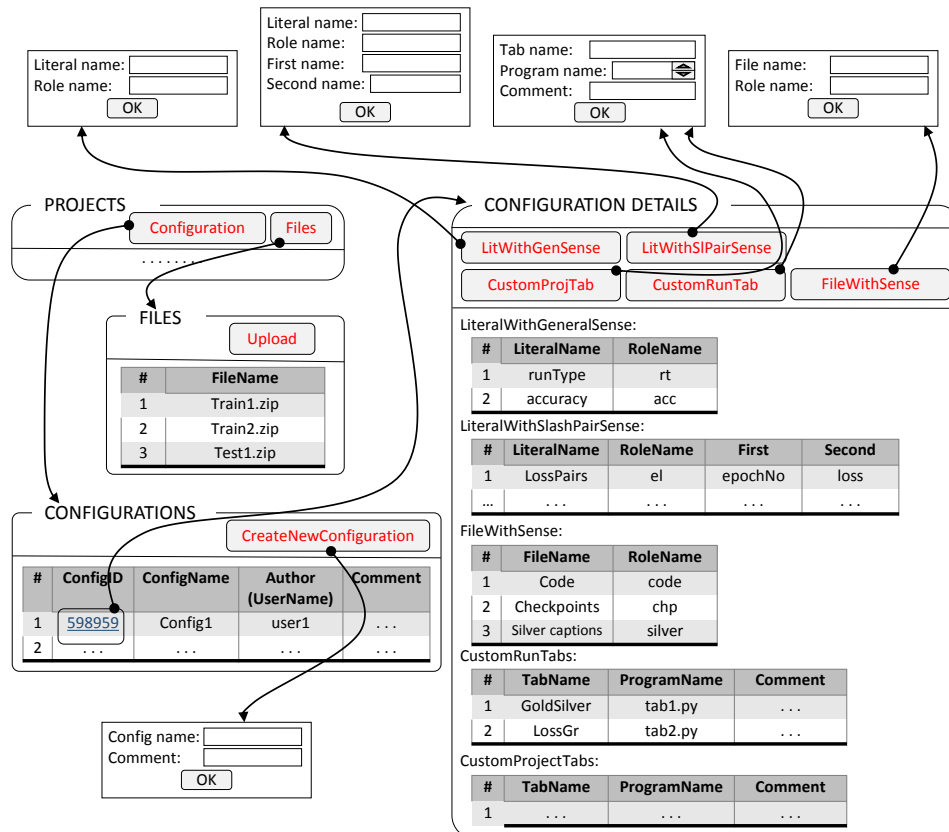 Literal name:
Role name:
OK
Literal name:
Role name:
First name:
Second name:
OK
Tab name:
Program name:
Comment:
OK
File name:
Role name:
OK
PROJECTS
Configuration
Files
. . . . . . . . .
FILES
Upload
# FileName
1 Train1.zip
2 Train2.zip
3 Test1.zip
CONFIGURATIONS
CreateNewConfiguration
# ConfigID ConfigName Author (UserName) Comment
1 598959 Config1 user1 . . .
2 . . . . . . . . . . . .
Config name:
Comment:
OK
CONFIGURATION DETAILS
LitWithGenSense
LitWithSlPairSense
CustomProjTab
CustomRunTab
FileWithSense
LiteralWithGeneralSense:
# LiteralName RoleName
1 runType rt
2 accuracy acc
LiteralWithSlashPairSense:
# LiteralName RoleName First Second
1 LossPairs el epochNo loss
... . . . . . . . . . . . .
FileWithSense:
# FileName RoleName
1 Code code
2 Checkpoints chp
3 Silver captions silver
CustomRunTabs:
# TabName ProgramName Comment
1 GoldSilver tab1.py . . .
2 LossGr tab2.py . . .
CustomProjectTabs:
# TabName ProgramName Comment
1 . . . . . . . . .